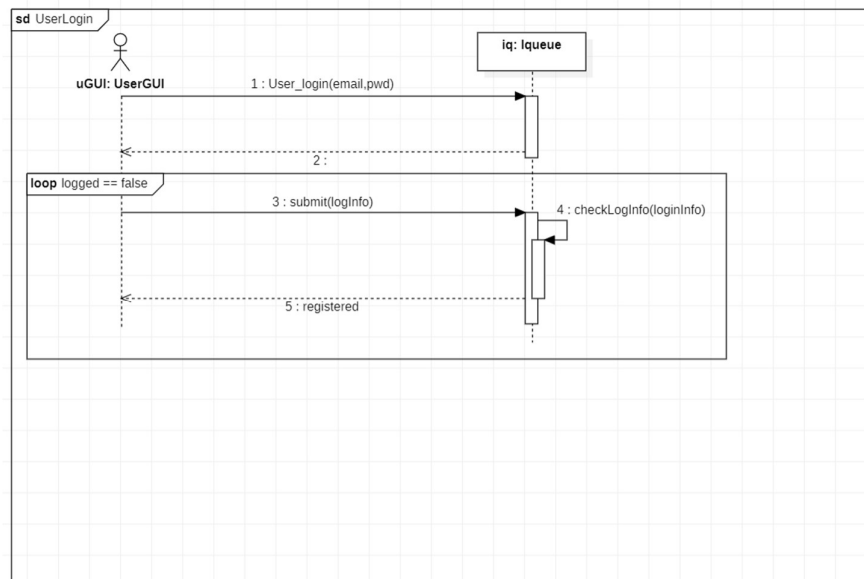 sd UserLogin
uGUI: UserGUI
iq: Iqueue
1 : User_login(email,pwd)
2 :
loop logged == false
3 : submit(logInfo)
4 : checkLogInfo(loginInfo)
5 : registered